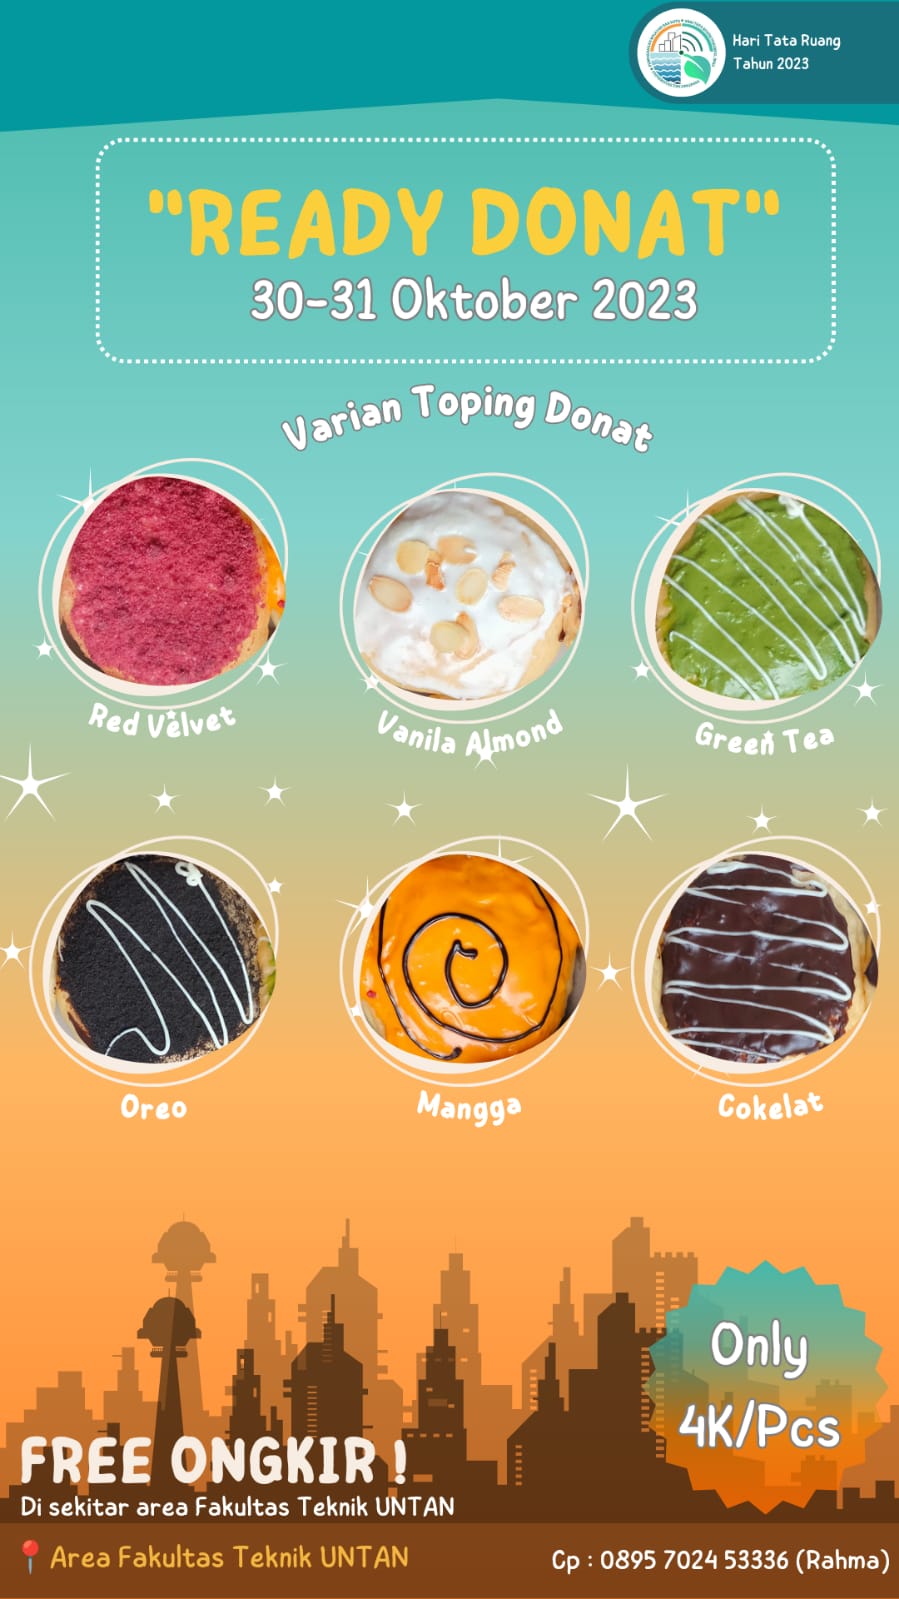 Hari Tata Ruang
Tahun 2023
"READY DONAT"
30-31 Oktober 2023
Varian Toping Donat
Red Velvet
Vanila Almond
Green Tea
Oreo
Mangga
Cokelat
Only
4K/Pcs
FREE ONGKIR !
Di sekitar area Fakultas Teknik UNTAN
Area Fakultas Teknik UNTAN
Cp : 0895 7024 53336 (Rahma)